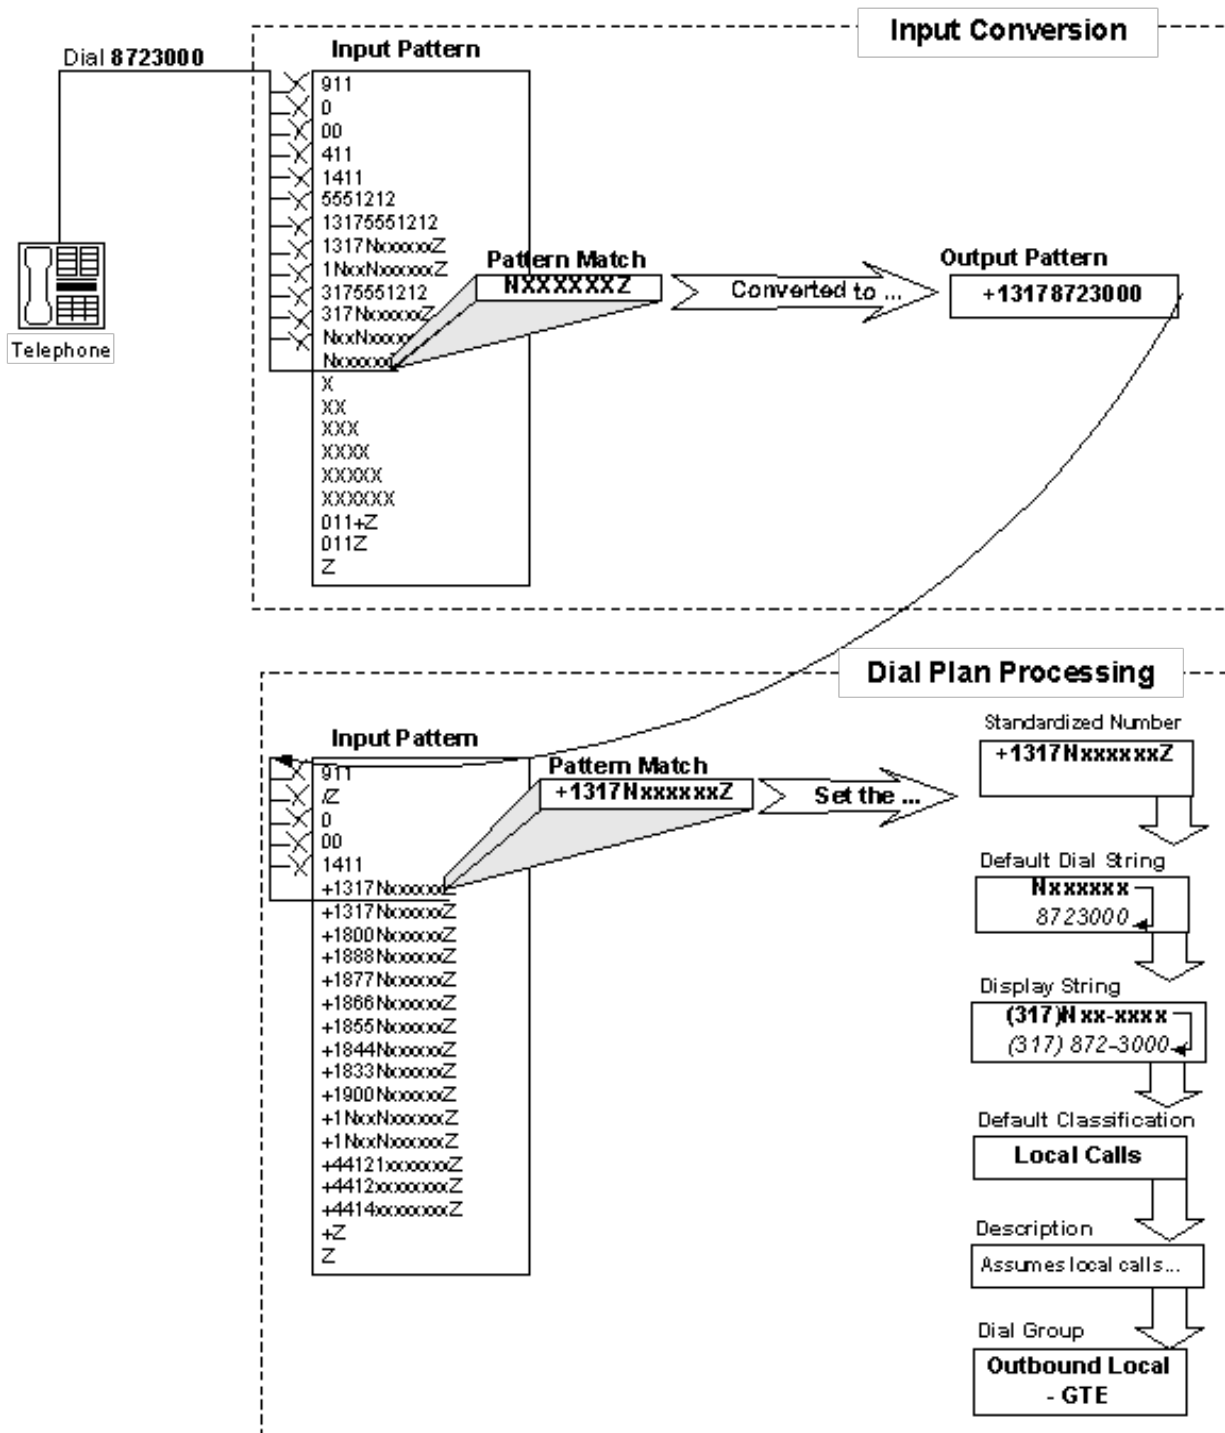 Input Conversion
Dial 8723000
Input Pattern
911
0
00
411
1411
5551212
13175551212
1317NxxxxxxZ
1NxxNxxxxxxZ
3175551212
317NxxxxxxZ
NxxNxxxxxx
Nxxxxxx
X
XX
XXX
XXXX
XXXXX
XXXXXX
011+Z
011Z
Z
Pattern Match
NXXXXXXZ
Converted to ...
Output Pattern
+13178723000
Telephone
Dial Plan Processing
Input Pattern
911
/Z
0
00
1411
+1317NxxxxxxZ
+1317NxxxxxxZ
+1800NxxxxxxZ
+1888NxxxxxxZ
+1877NxxxxxxZ
+1866NxxxxxxZ
+1855NxxxxxxZ
+1844NxxxxxxZ
+1833NxxxxxxZ
+1900NxxxxxxZ
+1NxxNxxxxxxZ
+1NxxNxxxxxxZ
+44121xxxxxxxZ
+4412xxxxxxxxZ
+4414xxxxxxxxZ
+Z
Z
Pattern Match
+1317NxxxxxxZ
Set the ...
Standardized Number
+1317NxxxxxxZ
Default Dial String
Nxxxxxx
8723000
Display String
(317)Nxx-xxxx
(317) 872-3000
Default Classification
Local Calls
Description
Assumes local calls...
Dial Group
Outbound Local
- GTE